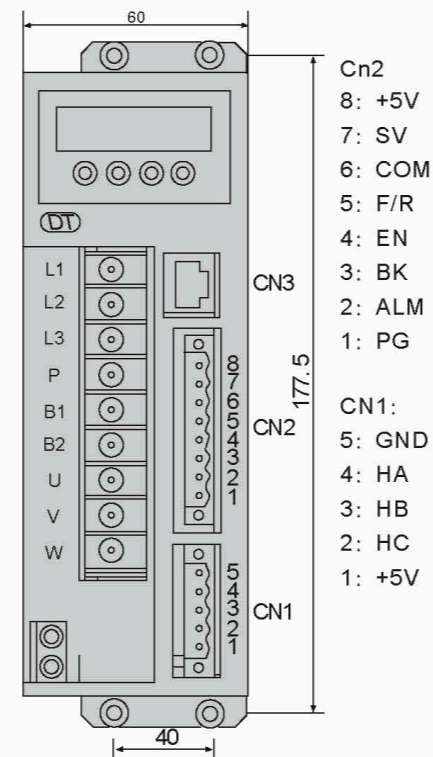 60
DT
L1
L2
L3
P
B1
B2
U
V
W
CN3
8
7
6
5
4
3
2
1
CN2
5
4
3
2
1
CN1
177.5
40
Cn2
8: +5V
7: SV
6: COM
5: F/R
4: EN
3: BK
2: ALM
1: PG
CN1:
5: GND
4: HA
3: HB
2: HC
1: +5V